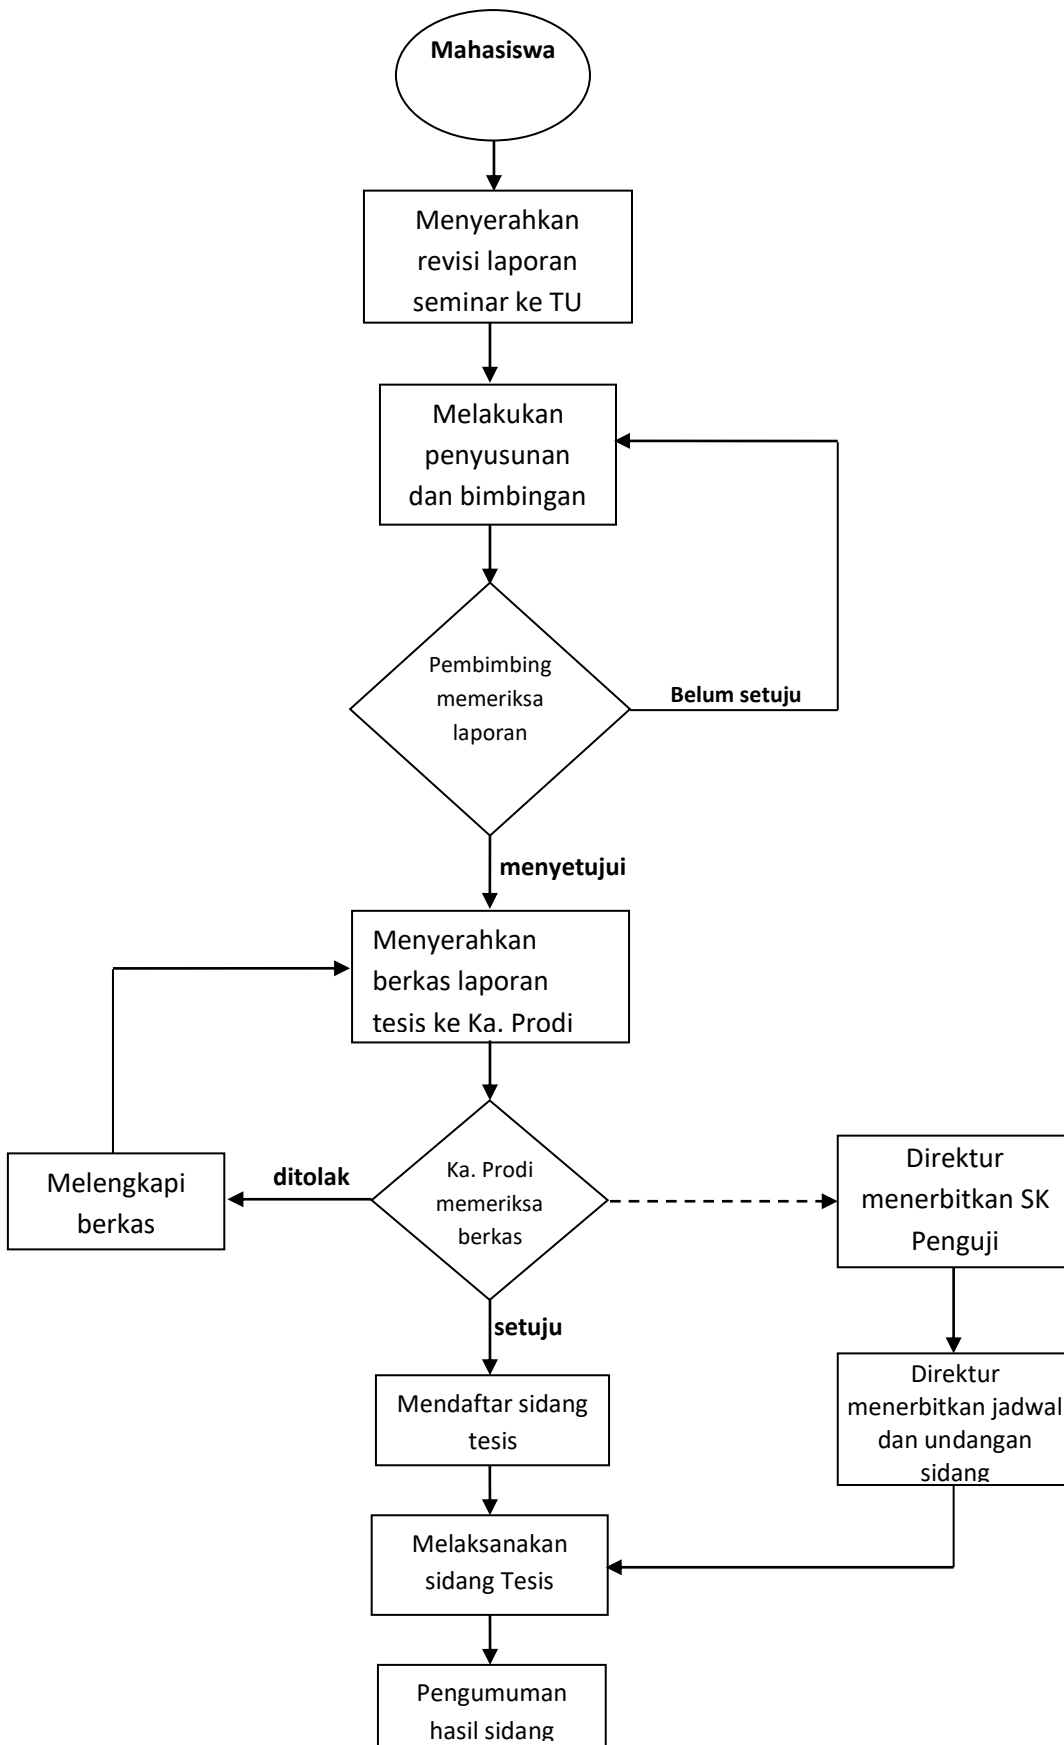 Mahasiswa
Menyerahkan
revisi laporan
seminar ke TU
Melakukan
penyusunan
dan bimbingan
Pembimbing
memeriksa
laporan
Belum setuju
menyetujui
Menyerahkan
berkas laporan
tesis ke Ka. Prodi
Melengkapi
berkas
ditolak
Ka. Prodi
memeriksa
berkas
Direktur
menerbitkan SK
Penguji
setuju
Mendaftar sidang
tesis
Direktur
menerbitkan jadwal
dan undangan
sidang
Melaksanakan
sidang Tesis
Pengumuman
hasil sidang